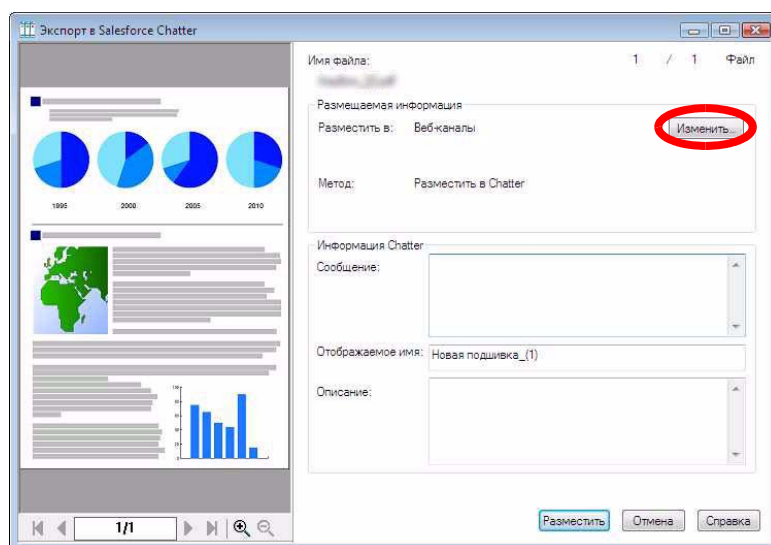 Экспорт в Salesforce Chatter
Имя файла:
1 / 1 Файл
Размещаемая информация
Разместить в: Веб-каналы
Изменить...
Метод: Разместить в Chatter
1995 2000 2005 2010
Информация Chatter
Сообщение:
Отображаемое имя: Новая подшивка_(1)
Описание:
1/1
Разместить
Отмена
Справка